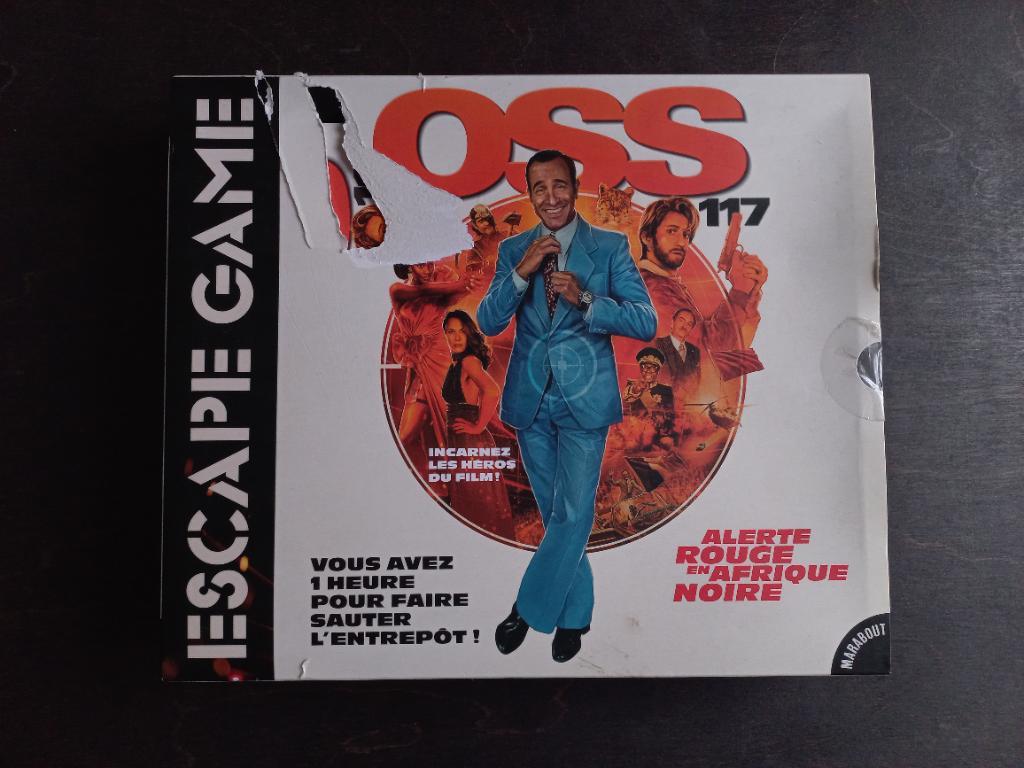 ESCAPE GAME
OSS
117
INCARNEZ
LES HÉROS
DU FILM !
VOUS AVEZ
1 HEURE
POUR FAIRE
SAUTER
L'ENTREPÔT !
ALERTE
ROUGE
EN AFRIQUE
NOIRE
MARABOUT